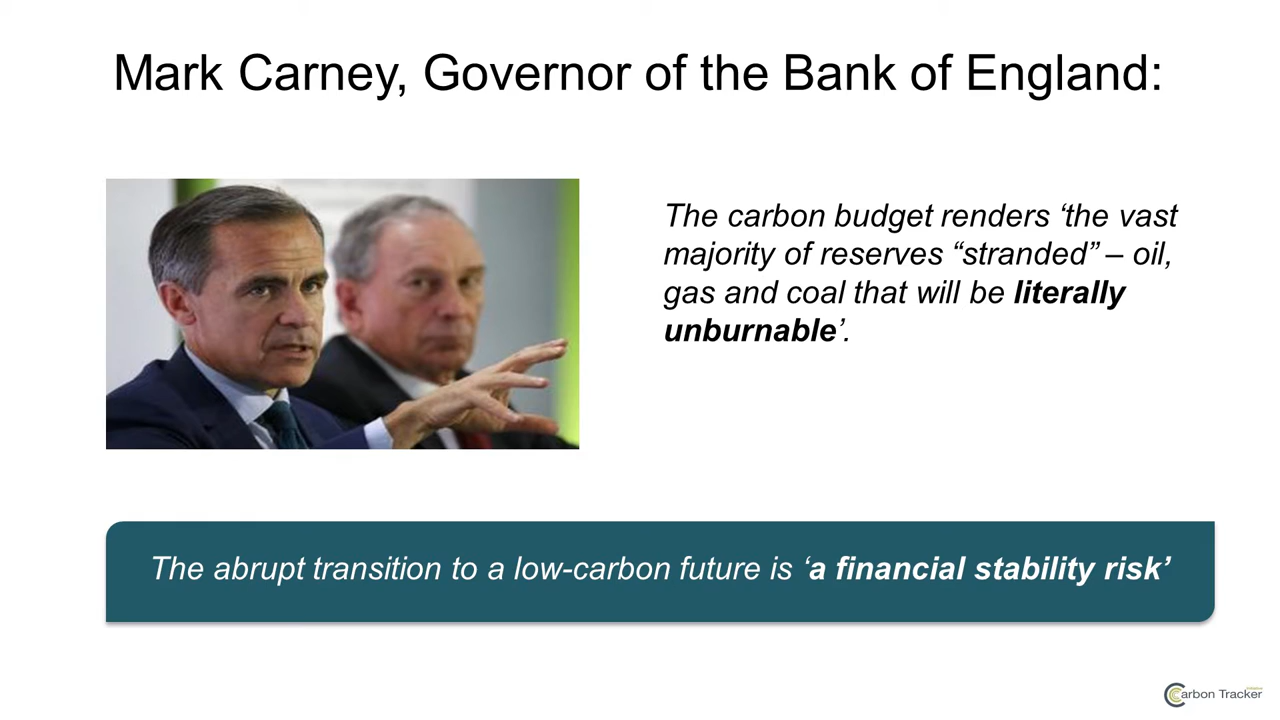 Mark Carney, Governor of the Bank of England:
The carbon budget renders ‘the vast
majority of reserves “stranded” – oil,
gas and coal that will be literally
unburnable’.
The abrupt transition to a low-carbon future is ‘a financial stability risk’
Carbon Tracker
Initiative